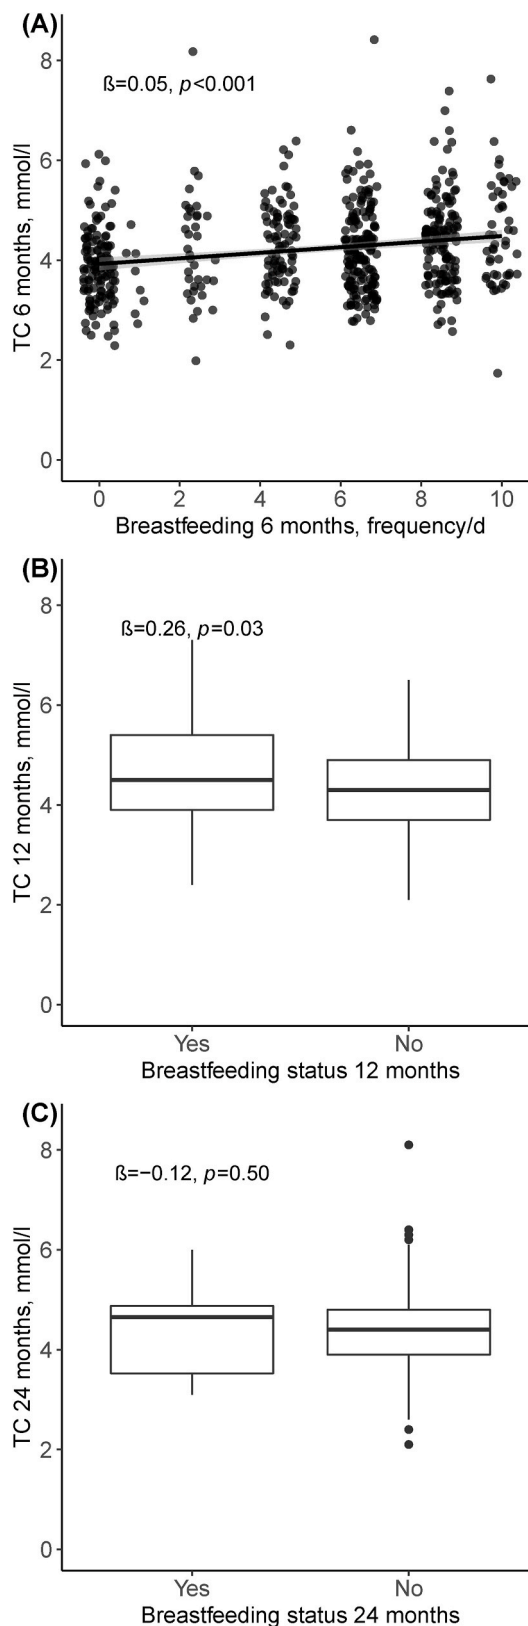 (A)
ß=0.05, p<0.001
TC 6 months, mmol/l
8
6
4
2
0
0 2 4 6 8 10
Breastfeeding 6 months, frequency/d
(B)
ß=0.26, p=0.03
TC 12 months, mmol/l
8
6
4
2
0
Yes No
Breastfeeding status 12 months
(C)
ß=−0.12, p=0.50
TC 24 months, mmol/l
8
6
4
2
0
Yes No
Breastfeeding status 24 months